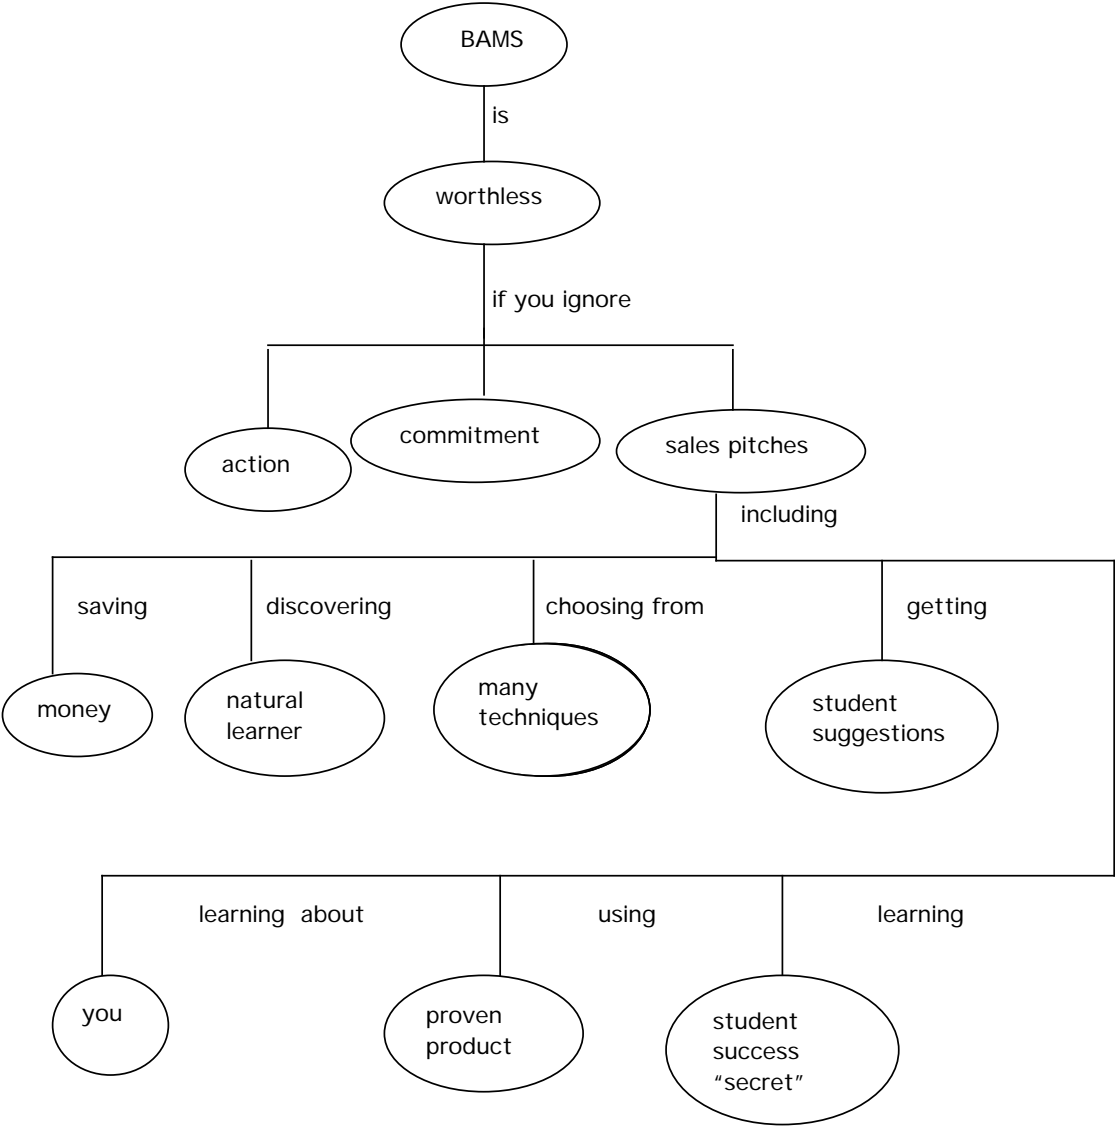 BAMS
is
worthless
if you ignore
action
commitment
sales pitches
including
saving
discovering
choosing from
getting
money
natural
learner
many
techniques
student
suggestions
learning about
using
learning
you
proven
product
student
success
“secret”